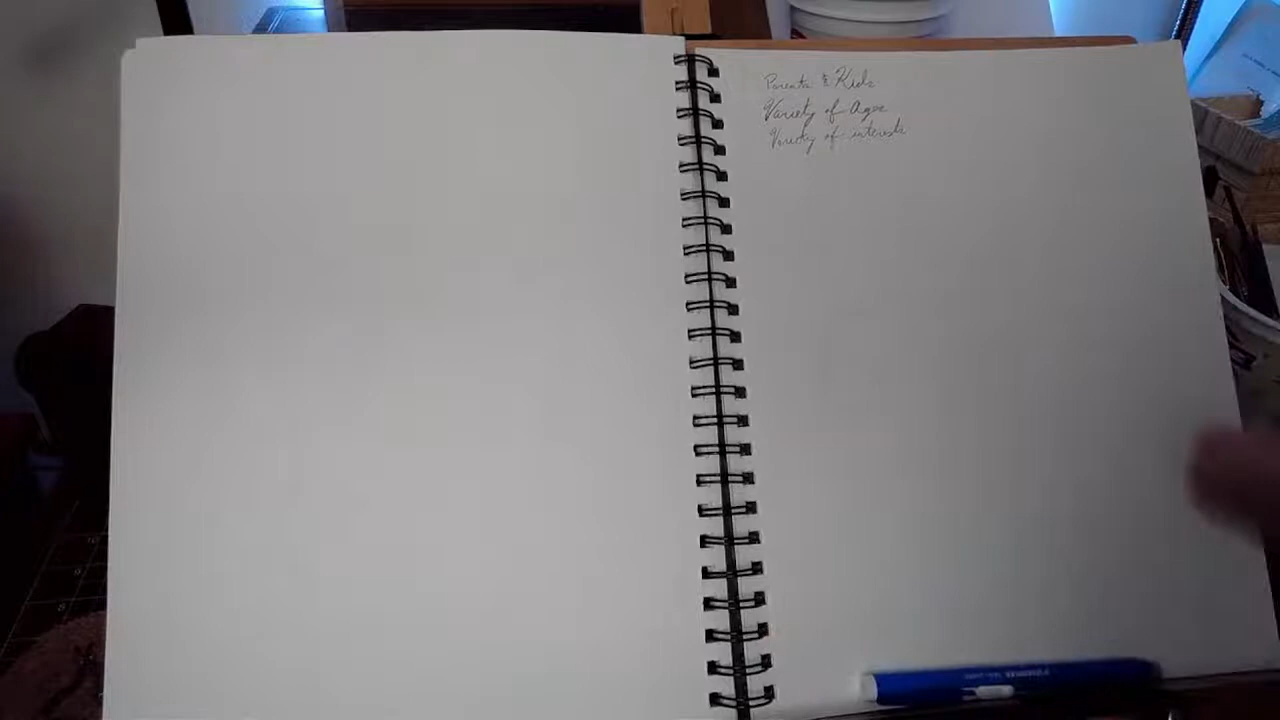 Parents & Kids
Variety of Ages
Variety of interests